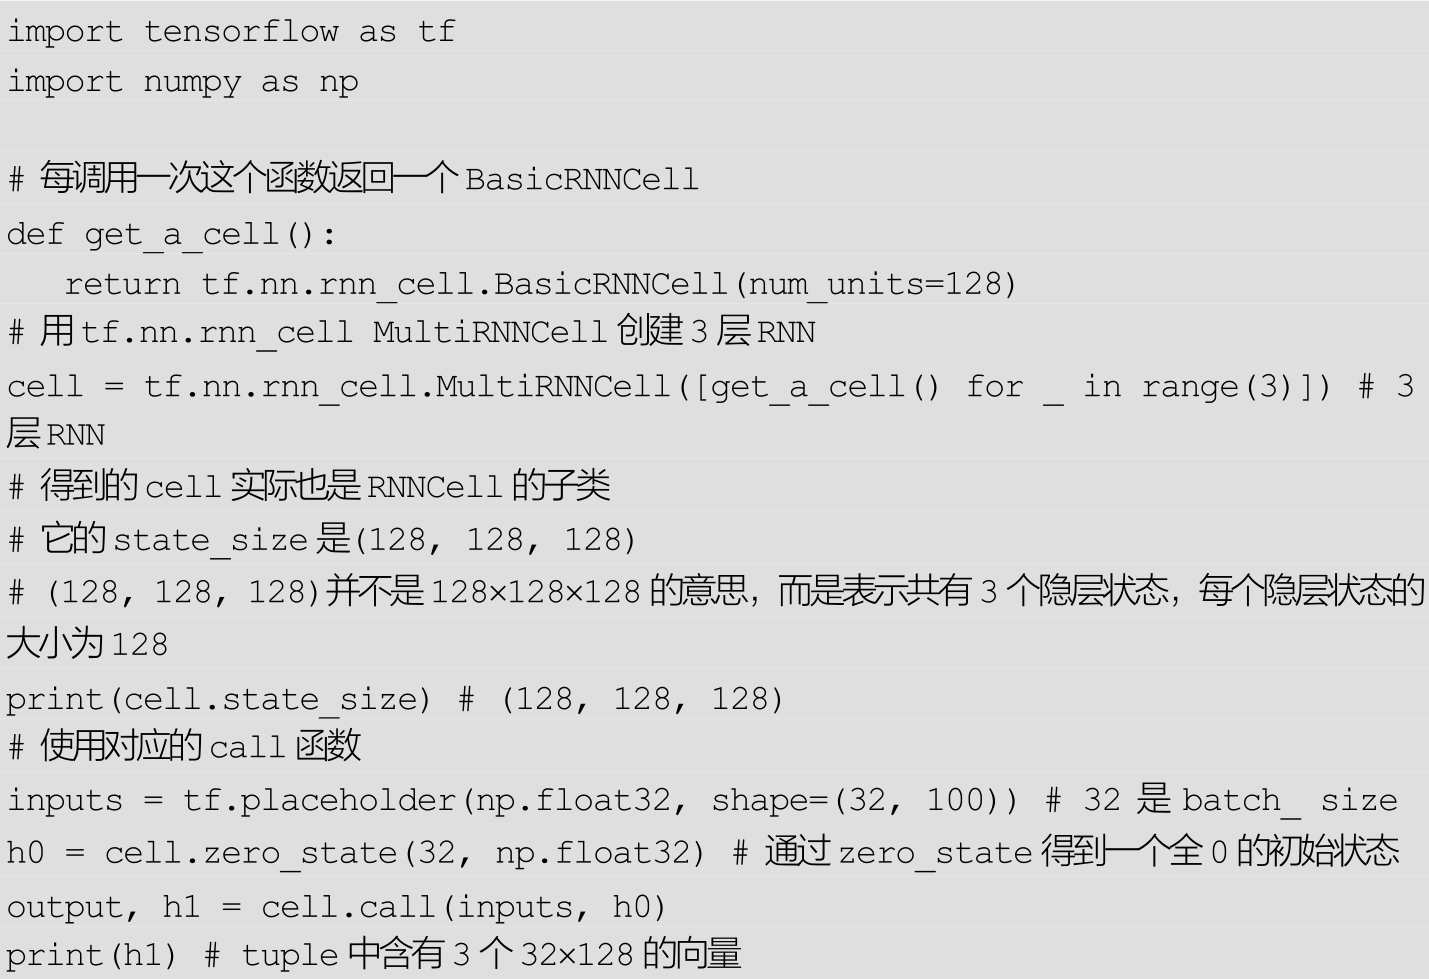 import tensorflow as tf
import numpy as np
# 每调用一次这个函数返回一个 BasicRNNCell
def get_a_cell():
   return tf.nn.rnn_cell.BasicRNNCell(num_units=128)
# 用 tf.nn.rnn_cell MultiRNNCell 创建 3 层 RNN
cell = tf.nn.rnn_cell.MultiRNNCell([get_a_cell() for _ in range(3)]) # 3
层 RNN
# 得到的 cell 实际也是 RNNCell 的子类
# 它的 state_size 是(128, 128, 128)
# (128, 128, 128)并不是 128×128×128 的意思，而是表示共有 3 个隐层状态，每个隐层状态的
大小为 128
print(cell.state_size) # (128, 128, 128)
# 使用对应的 call 函数
inputs = tf.placeholder(np.float32, shape=(32, 100)) # 32 是 batch_ size
h0 = cell.zero_state(32, np.float32) # 通过 zero_state 得到一个全 0 的初始状态
output, h1 = cell.call(inputs, h0)
print(h1) # tuple 中含有 3 个 32×128 的向量